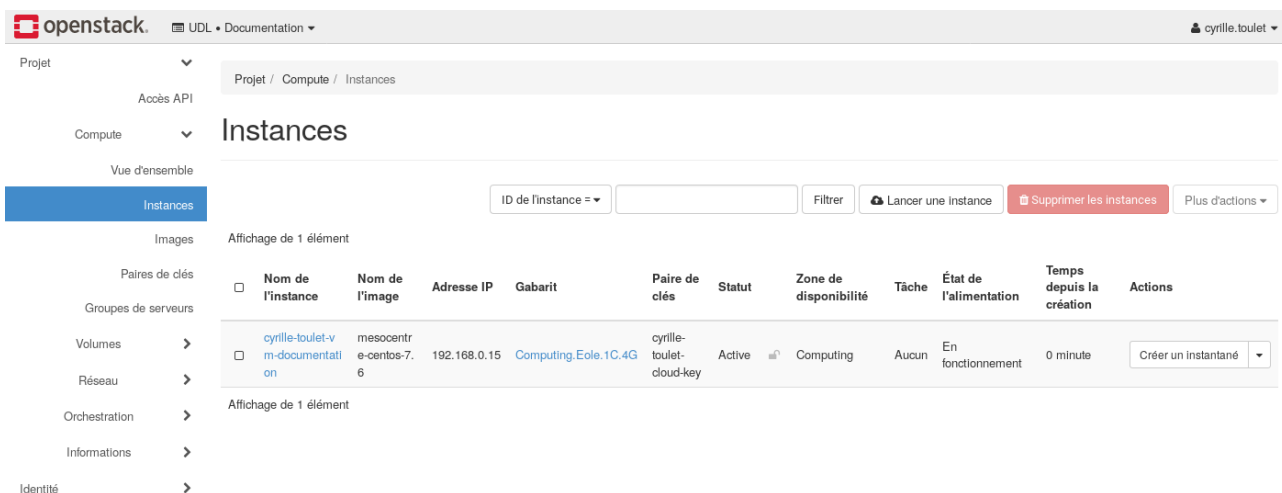 openstack. UDL • Documentation cyrille.toulet
Projet
Accès API
Compute
Vue d'ensemble
Instances
Images
Paires de clés
Groupes de serveurs
Volumes
Réseau
Orchestration
Informations
Identité
Projet / Compute / Instances
Instances
ID de l'instance = Filtrer Lancer une instance Supprimer les instances Plus d'actions
Affichage de 1 élément
Nom de l'instance Nom de l'image Adresse IP Gabarit Paire de clés Statut Zone de disponibilité Tâche État de l'alimentation Temps depuis la création Actions
cyrille-toulet-v mesocentr cyrille- En
m-documentati e-centos-7. 192.168.0.15 Computing.Eole.1C.4G toulet- Active Computing Aucun fonctionnement 0 minute Créer un instantané
on 6 cloud-key
Affichage de 1 élément